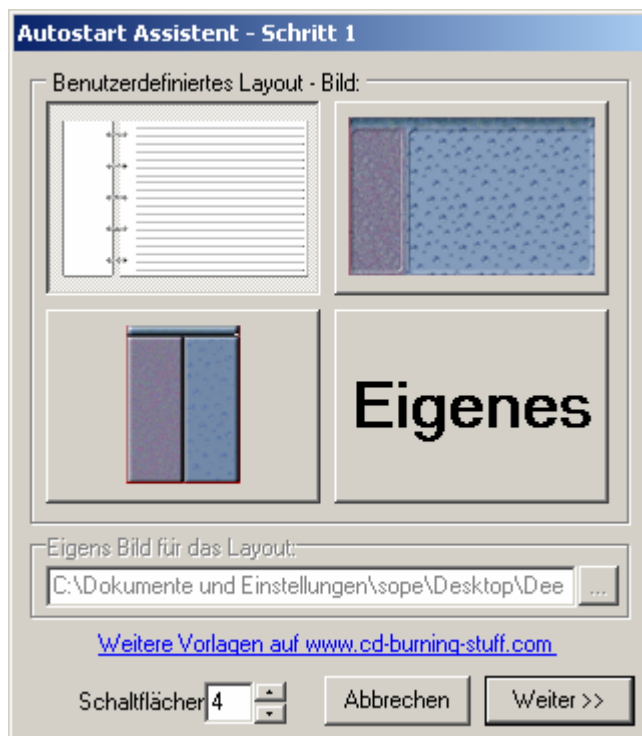 Autostart Assistent - Schritt 1
Benutzerdefiniertes Layout - Bild:
Eigenes
Eigens Bild für das Layout:
C:\Dokumente und Einstellungen\sope\Desktop\Dee
...
Weitere Vorlagen auf www.cd-burning-stuff.com
Schaltflächer 4
Abbrechen
Weiter >>